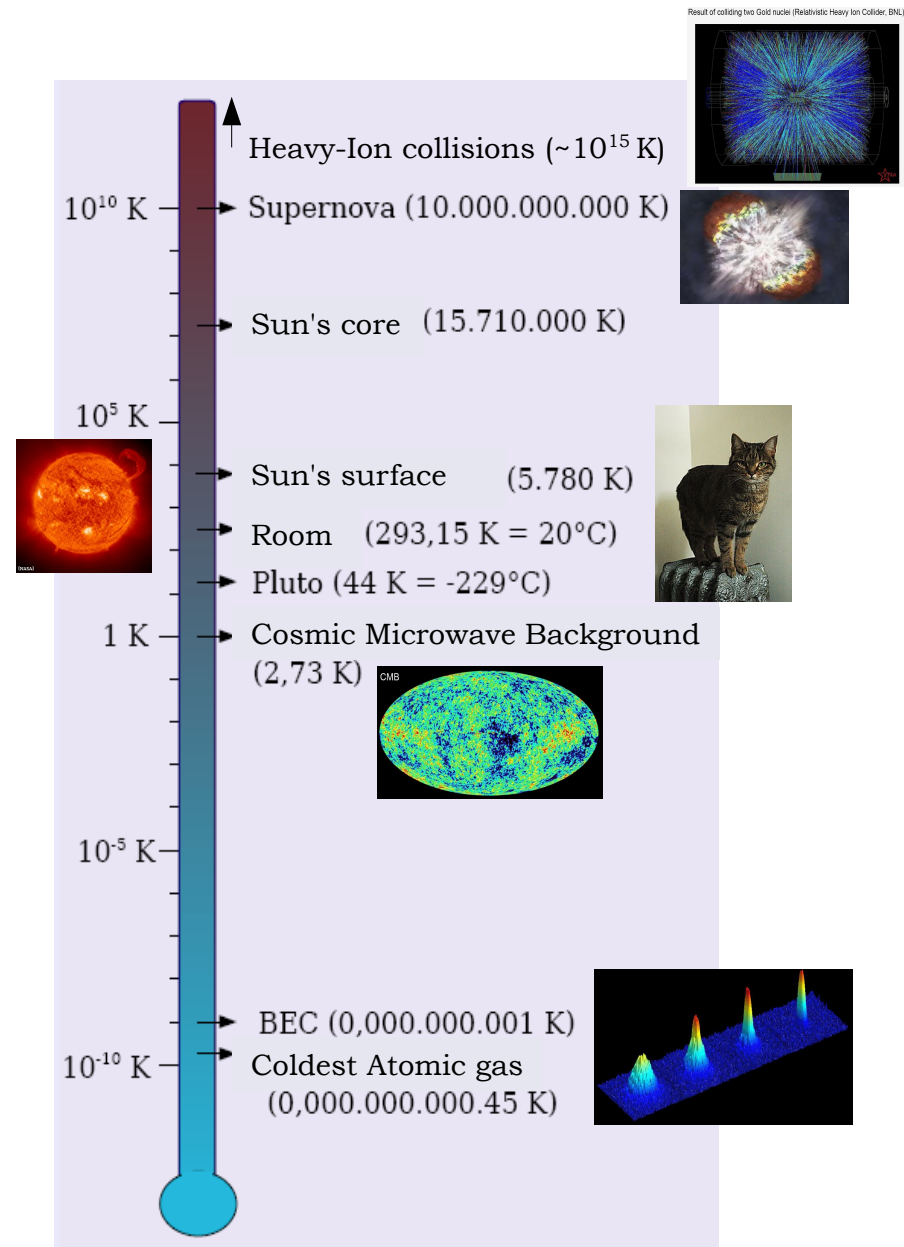 Result of colliding two Gold nuclei (Relativistic Heavy Ion Collider, BNL)
Heavy-Ion collisions (~10¹⁵ K)
10¹⁰ K
Supernova (10.000.000.000 K)
Sun's core (15.710.000 K)
10⁵ K
Sun's surface (5.780 K)
(NASA)
Room (293,15 K = 20°C)
Pluto (44 K = -229°C)
1 K
Cosmic Microwave Background
(2,73 K)
CMB
10⁻⁵ K
BEC (0,000.000.001 K)
10⁻¹⁰ K
Coldest Atomic gas
(0,000.000.000.45 K)